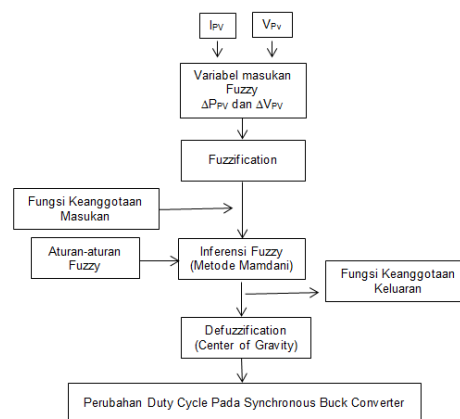 IPV
VPV
Variabel masukan
Fuzzy
ΔPPV dan ΔVPV
Fuzzification
Fungsi Keanggotaan
Masukan
Aturan-aturan
Fuzzy
Inferensi Fuzzy
(Metode Mamdani)
Fungsi Keanggotaan
Keluaran
Defuzzification
(Center of Gravity)
Perubahan Duty Cycle Pada Synchronous Buck Converter